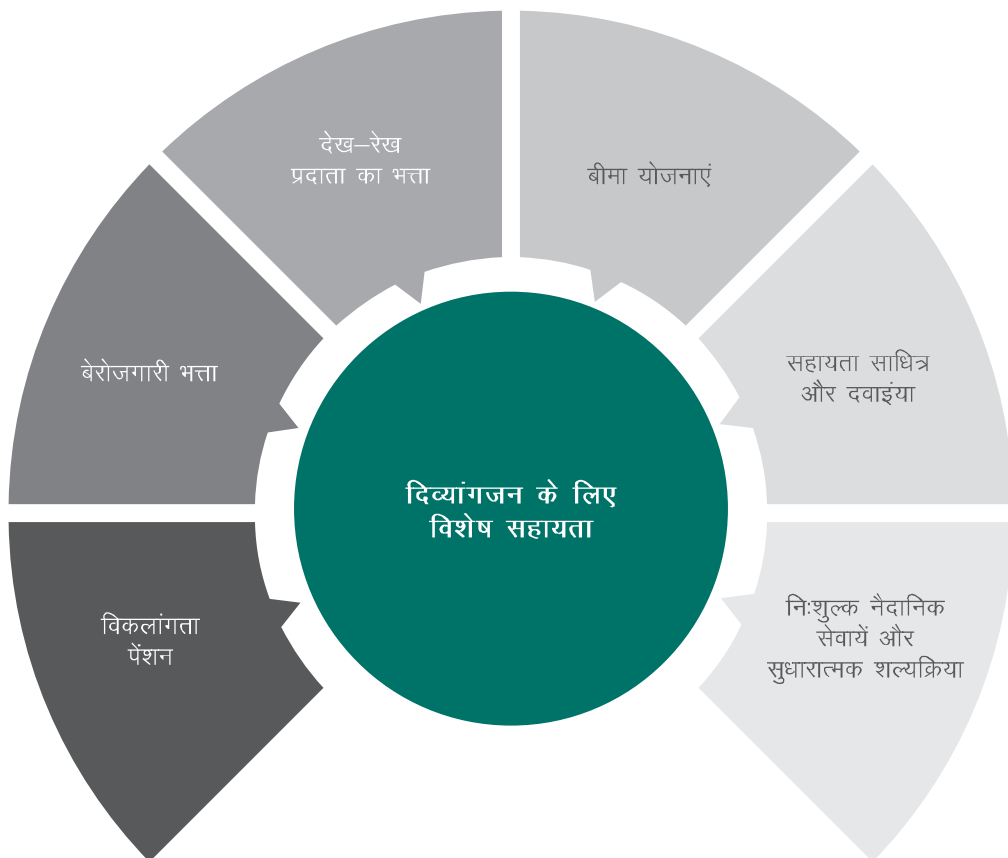 देख–रेख
प्रदाता का भत्ता
बीमा योजनाएं
बेरोजगारी भत्ता
सहायता साधित्र
और दवाइंया
दिव्यांगजन के लिए
विशेष सहायता
विकलांगता
पेंशन
नि:शुल्क नैदानिक
सेवायें और
सुधारात्मक शल्यक्रिया